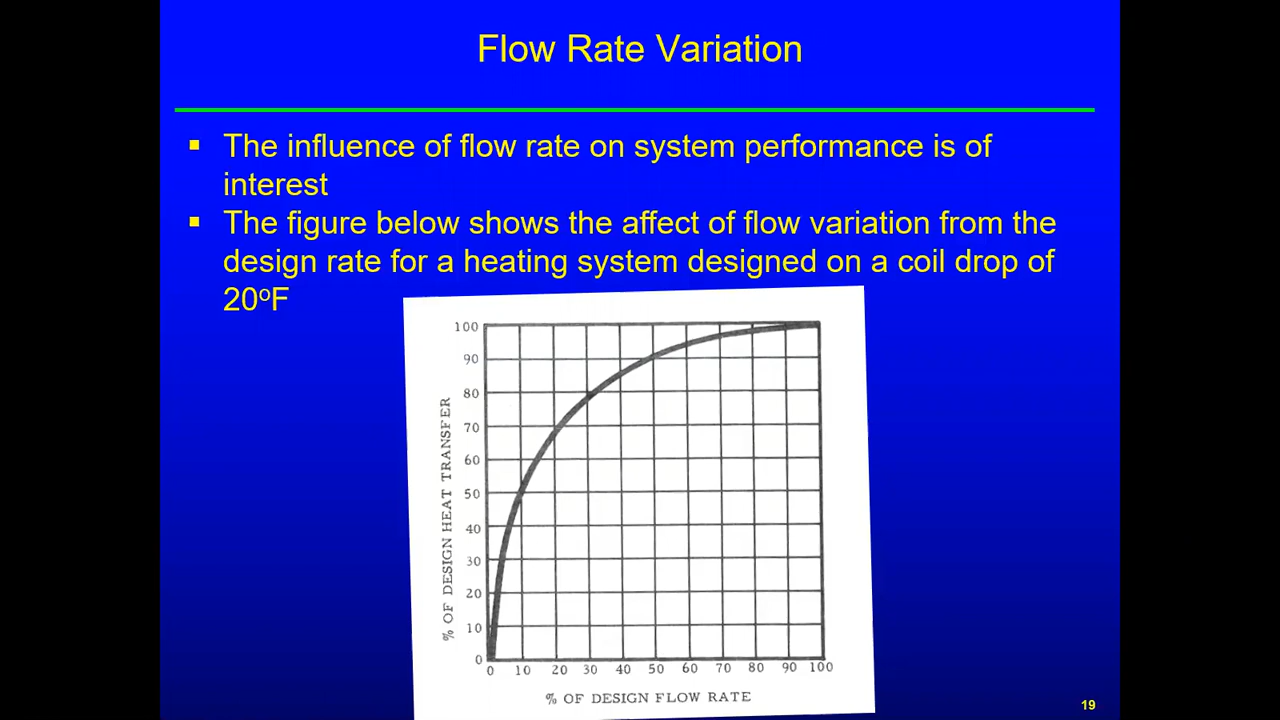 Flow Rate Variation
▪ The influence of flow rate on system performance is of
interest
▪ The figure below shows the affect of flow variation from the
design rate for a heating system designed on a coil drop of
20ºF
% OF DESIGN HEAT TRANSFER
100
90
80
70
60
50
40
30
20
10
0
0 10 20 30 40 50 60 70 80 90 100
% OF DESIGN FLOW RATE
19